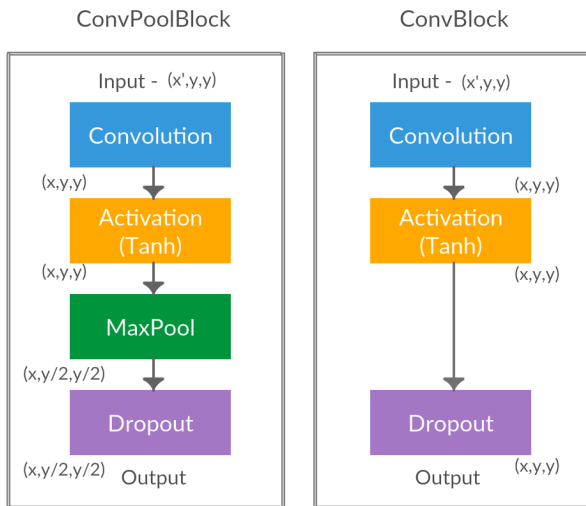 ConvPoolBlock
Input - (x',y,y)
Convolution
(x,y,y)
Activation
(Tanh)
(x,y,y)
MaxPool
(x,y/2,y/2)
Dropout
(x,y/2,y/2)
Output
ConvBlock
Input - (x',y,y)
Convolution
(x,y,y)
Activation
(Tanh)
(x,y,y)
Dropout
(x,y,y)
Output